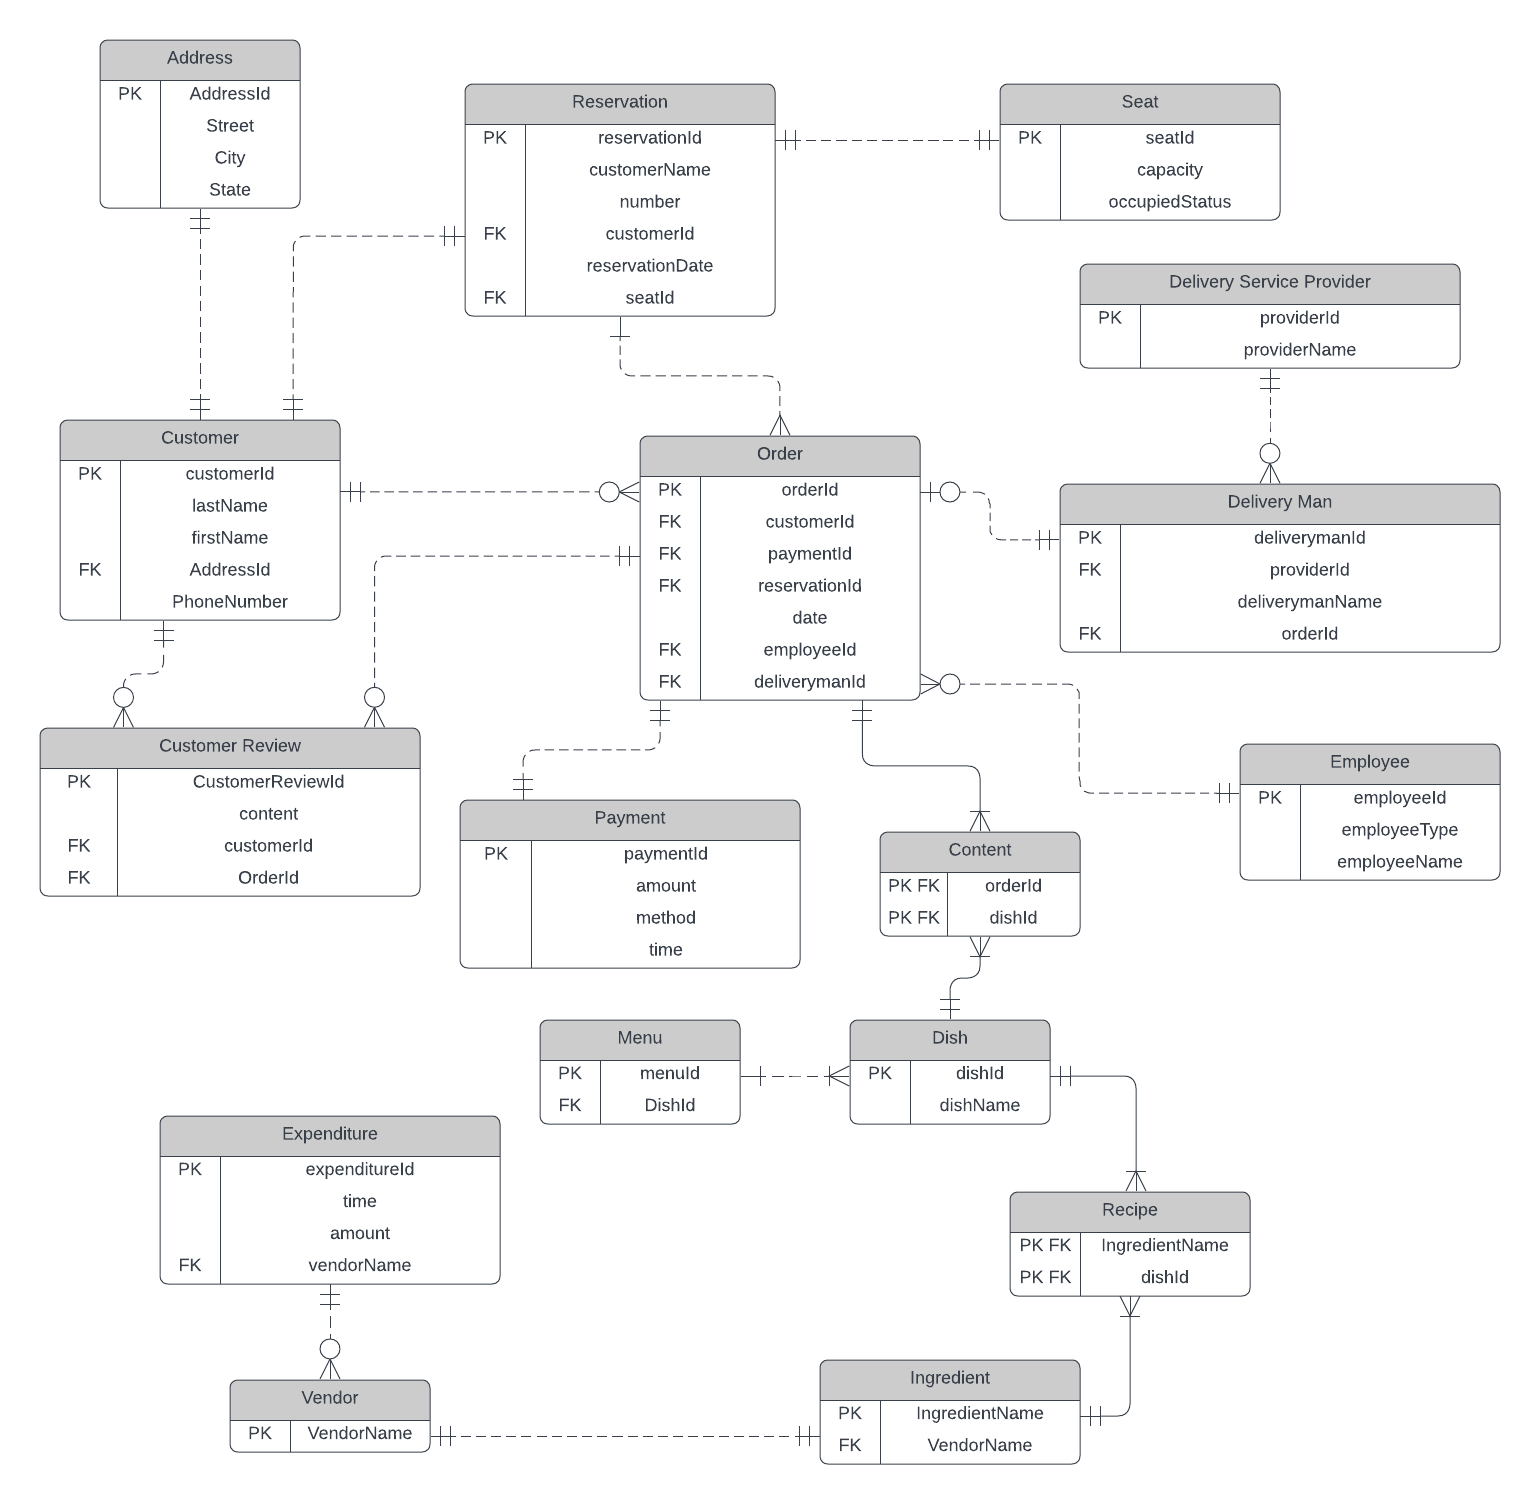 Address
PK AddressId
Street
City
State
Reservation
PK reservationId
customerName
number
FK customerId
reservationDate
FK seatId
Seat
PK seatId
capacity
occupiedStatus
Delivery Service Provider
PK providerId
providerName
Customer
PK customerId
lastName
firstName
FK AddressId
PhoneNumber
Order
PK orderId
FK customerId
FK paymentId
FK reservationId
date
FK employeeId
FK deliverymanId
Delivery Man
PK deliverymanId
FK providerId
deliverymanName
FK orderId
Customer Review
PK CustomerReviewId
content
FK customerId
FK OrderId
Payment
PK paymentId
amount
method
time
Employee
PK employeeId
employeeType
employeeName
Content
PK FK orderId
PK FK dishId
Menu
PK menuId
FK DishId
Dish
PK dishId
dishName
Expenditure
PK expenditureId
time
amount
FK vendorName
Recipe
PK FK IngredientName
PK FK dishId
Vendor
PK VendorName
Ingredient
PK IngredientName
FK VendorName